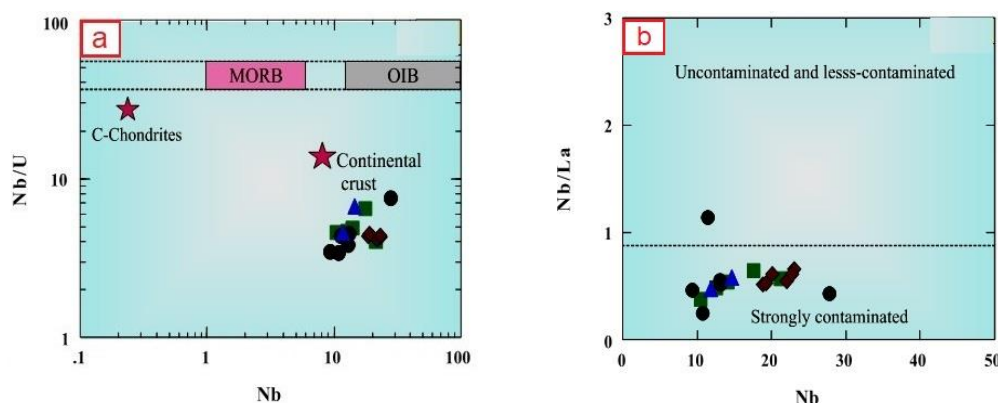 a
100
10
1
Nb/U
MORB
OIB
C-Chondrites
Continental
crust
.1
1
10
100
Nb
b
3
2
1
0
Nb/La
Uncontaminated and lesss-contaminated
Strongly contaminated
0
10
20
30
40
50
Nb